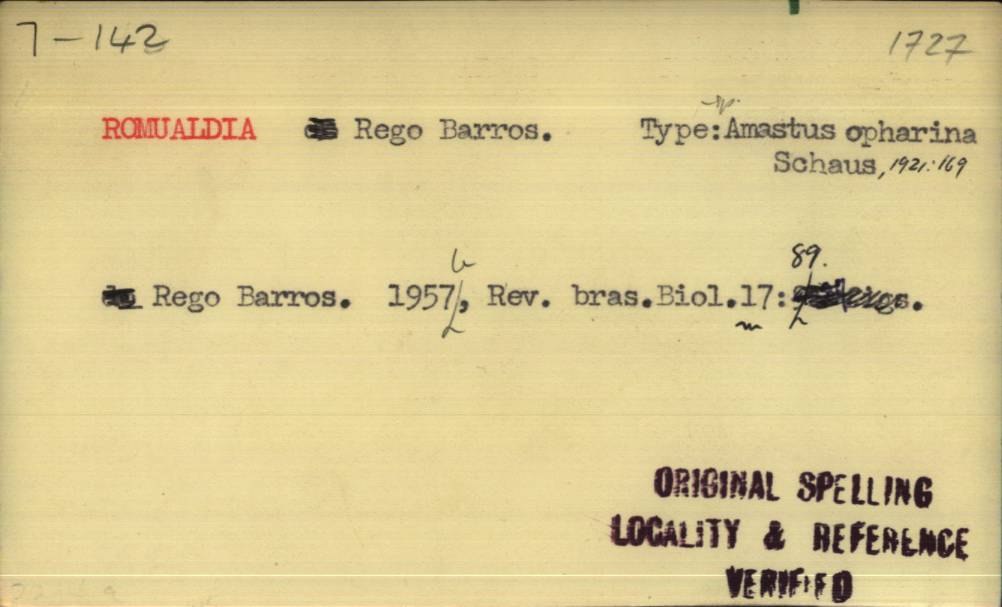 7-142
1727
sp.
ROMUALDIA Rego Barros. Type:Amastus opharina
Schaus, 1921:169
b 89.
Rego Barros. 1957, Rev. bras.Biol.17:
ORIGINAL SPELLING
LOCALITY & REFERENCE
VERIFIED